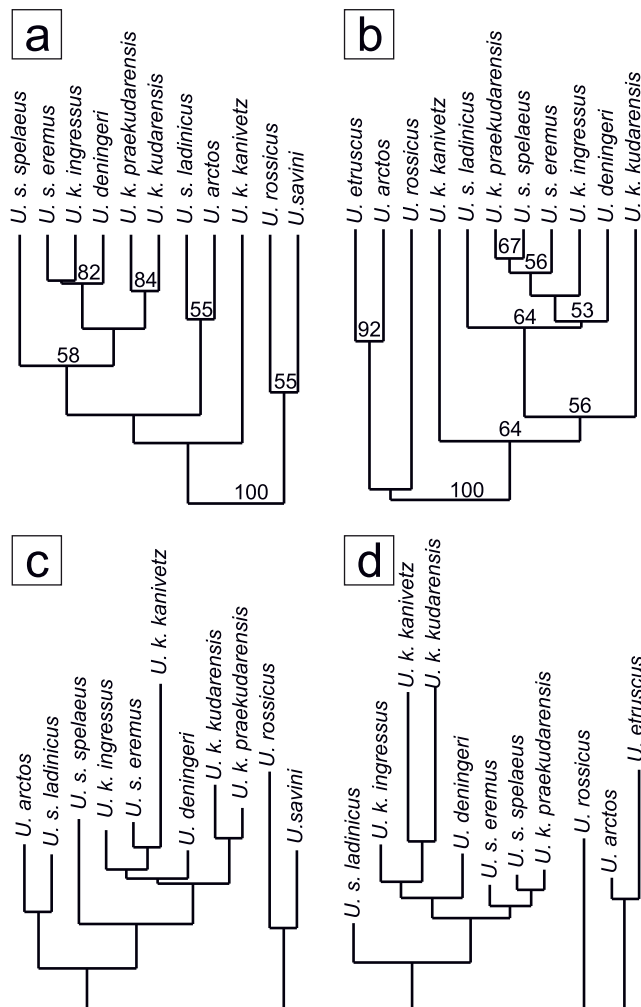 a
U. s. spelaeus
U. s. eremus
U. k. ingressus
U. deningeri
U. k. praekudarensis
U. k. kudarensis
U. s. ladinicus
U. arctos
U. k. kanivetz
U. rossicus
U.savini
82
84
55
58
55
100
b
U. etruscus
U. arctos
U. rossicus
U. k. kanivetz
U. s. ladinicus
U. k. praekudarensis
U. s. spelaeus
U. s. eremus
U. k. ingressus
U. deningeri
U. k. kudarensis
67
56
53
64
92
56
64
100
c
U. arctos
U. s. ladinicus
U. s. spelaeus
U. k. ingressus
U. s. eremus
U. k. kanivetz
U. deningeri
U. k. kudarensis
U. k. praekudarensis
U. rossicus
U.savini
d
U. s. ladinicus
U. k. ingressus
U. k. kanivetz
U. k. kudarensis
U. deningeri
U. s. eremus
U. s. spelaeus
U. k. praekudarensis
U. rossicus
U. arctos
U. etruscus